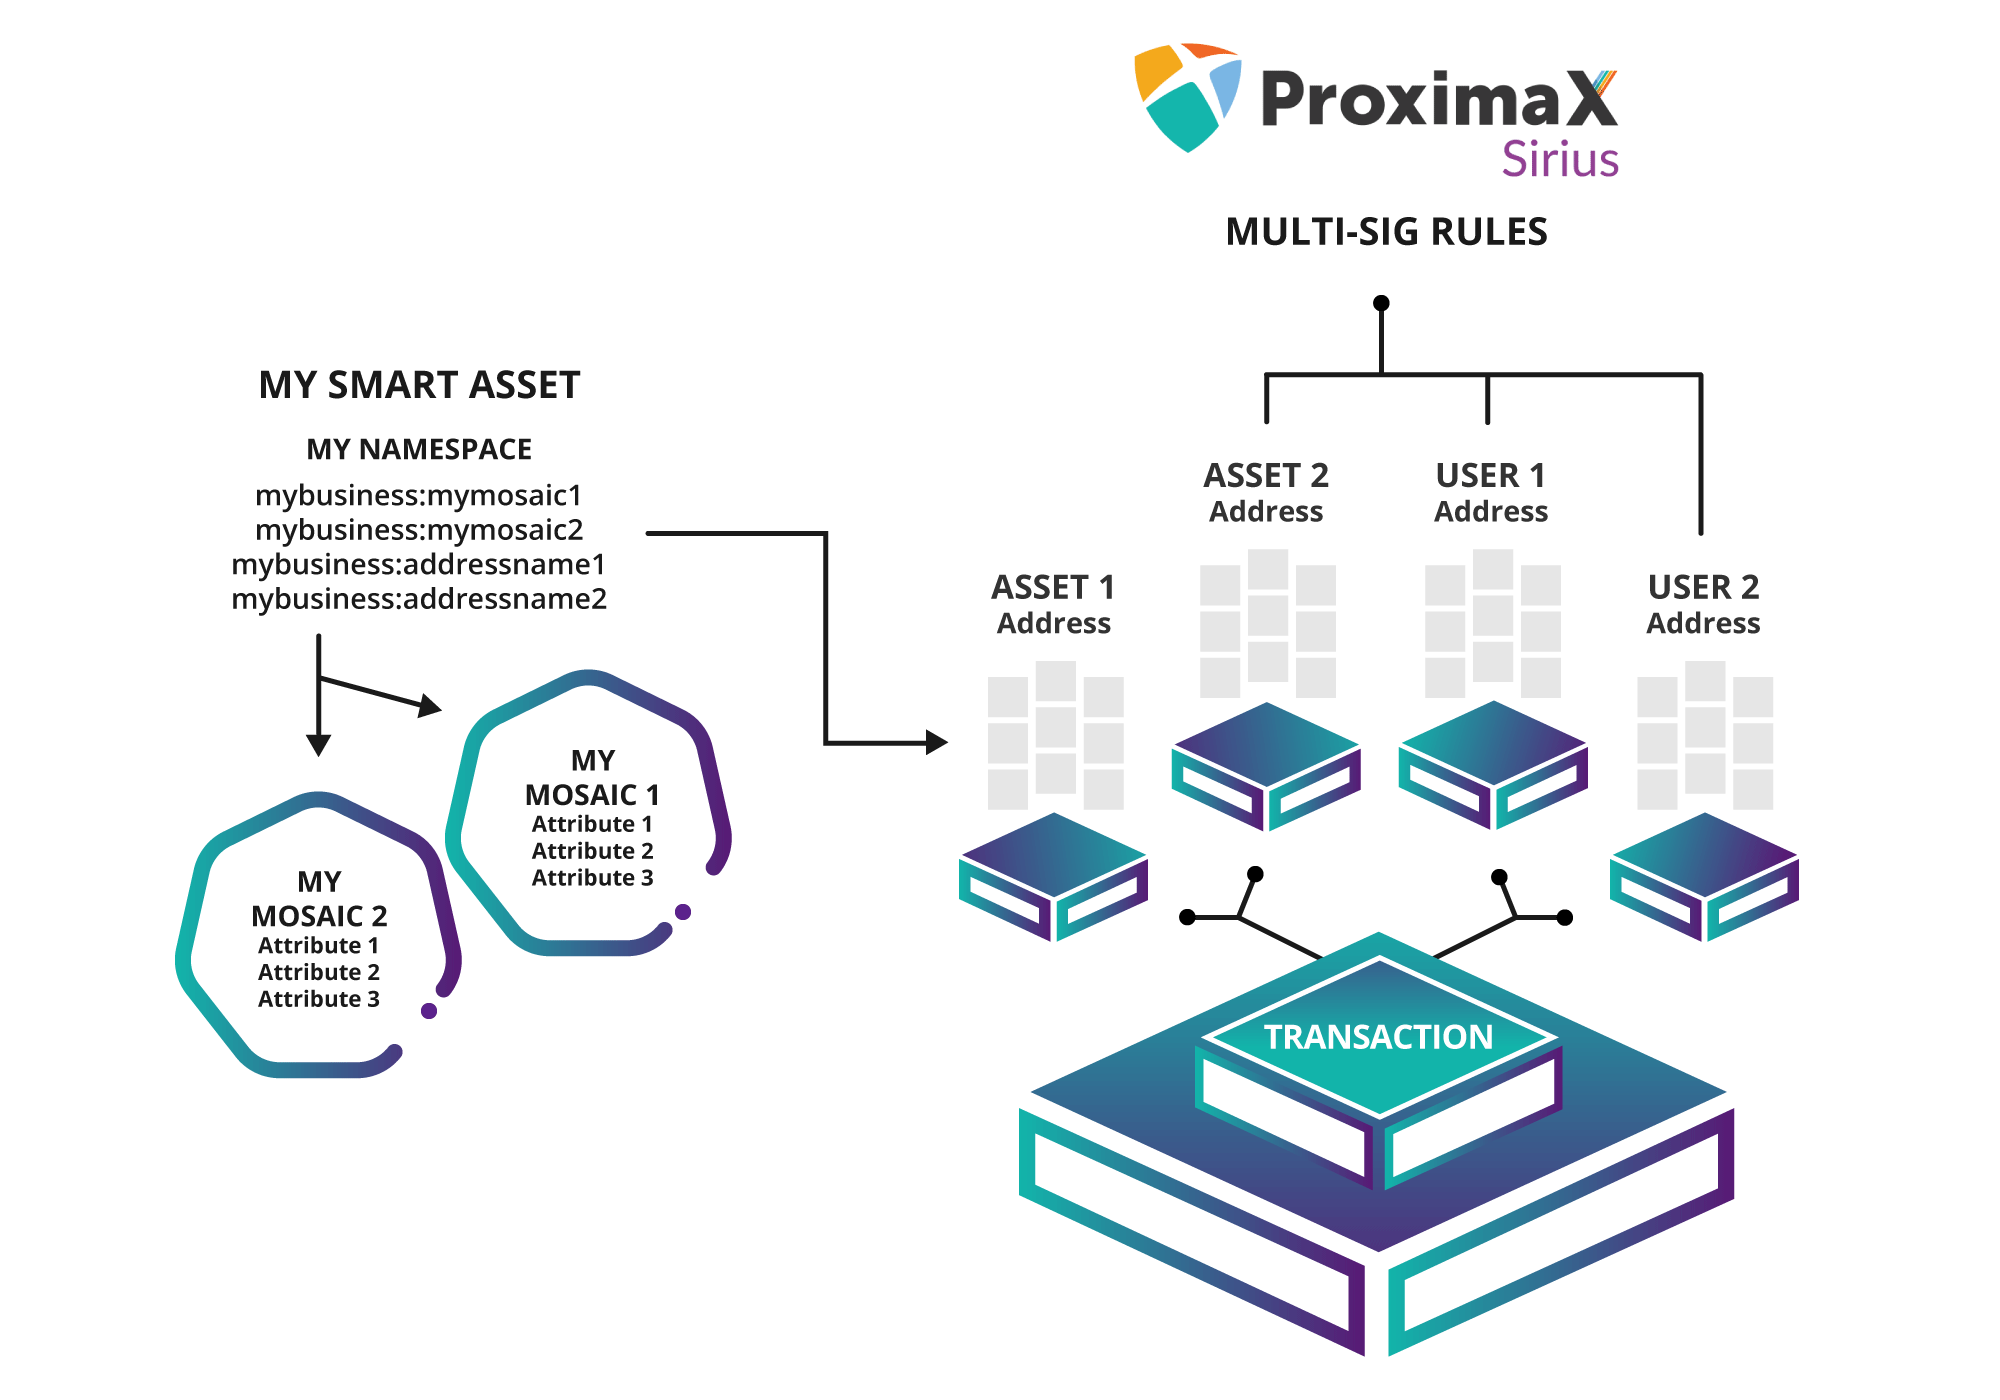 ProximaX
Sirius
MULTI-SIG RULES
MY SMART ASSET
MY NAMESPACE
mybusiness:mymosaic1
mybusiness:mymosaic2
mybusiness:addressname1
mybusiness:addressname2
MY
MOSAIC 1
Attribute 1
Attribute 2
Attribute 3
MY
MOSAIC 2
Attribute 1
Attribute 2
Attribute 3
ASSET 1
Address
ASSET 2
Address
USER 1
Address
USER 2
Address
TRANSACTION